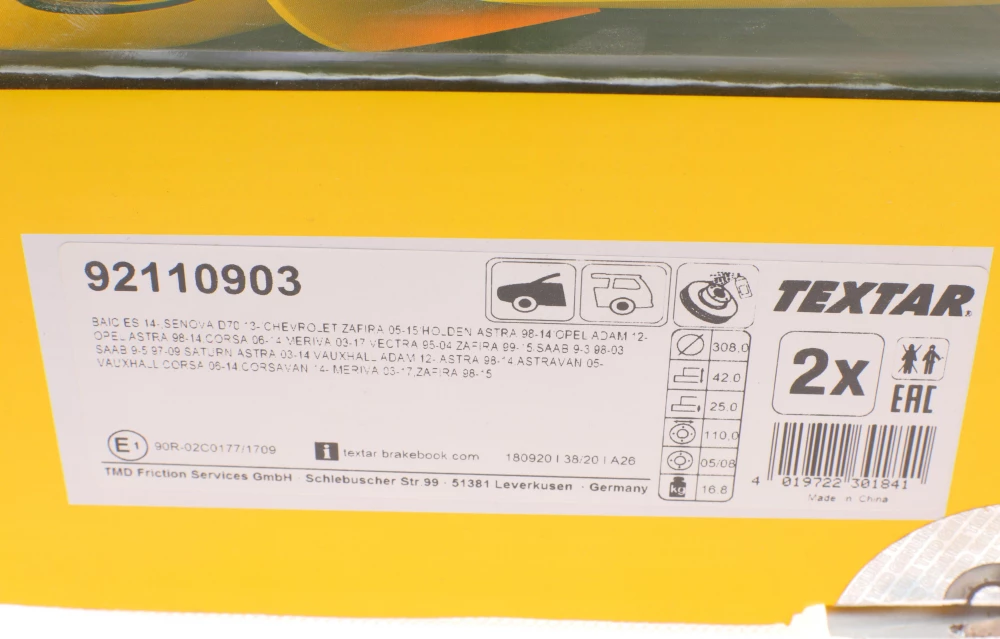 92110903
BAIC ES 14- SENOVA D70 13- CHEVROLET ZAFIRA 05-15 HOLDEN ASTRA 98-14 OPEL ADAM 12-
OPEL ASTRA 98-14 CORSA 06-14 MERIVA 03-17 VECTRA 95-04 ZAFIRA 99-15 SAAB 9-3 98-03
SAAB 9-5 97-09 SATURN ASTRA 03-14 VAUXHALL ADAM 12- ASTRA 98-14 ASTRAVAN 05-
VAUXHALL CORSA 06-14 CORSAVAN 14- MERIVA 03-17 ZAFIRA 98-15
E1 90R-02C0177/1709
i textar.brakebook.com
180920 | 38/20 | A26
TMD Friction Services GmbH · Schlebuscher Str 99 · 51381 Leverkusen · Germany
308.0
42.0
25.0
110,0
05/08
kg 16.8
TEXTAR®
2x
EAC
4 019722 301841
Made in China